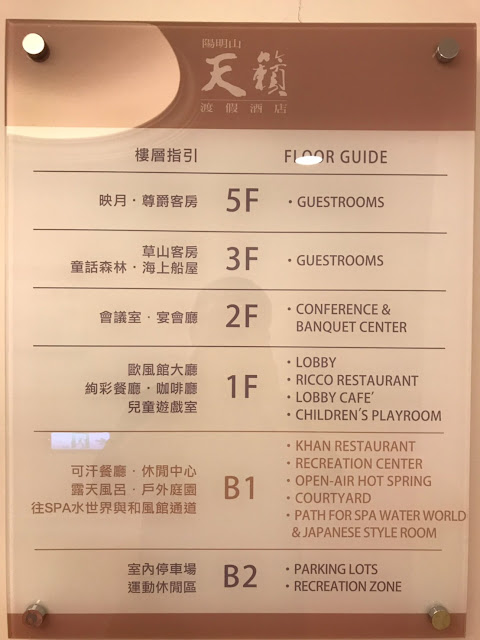 陽明山
天籟
渡假酒店
樓層指引 FLOOR GUIDE
映月·尊爵客房 5F • GUESTROOMS
草山客房
童話森林·海上船屋
3F • GUESTROOMS
會議室·宴會廳 2F • CONFERENCE &
BANQUET CENTER
歐風館大廳
絢彩餐廳·咖啡廳
兒童遊戲室
1F
• LOBBY
• RICCO RESTAURANT
• LOBBY CAFE´
• CHILDREN´S PLAYROOM
可汗餐廳·休閒中心
露天風呂·戶外庭園
往SPA水世界與和風館通道
B1
• KHAN RESTAURANT
• RECREATION CENTER
• OPEN-AIR HOT SPRING
• COURTYARD
• PATH FOR SPA WATER WORLD
& JAPANESE STYLE ROOM
室內停車場
運動休閒區
B2
• PARKING LOTS
• RECREATION ZONE